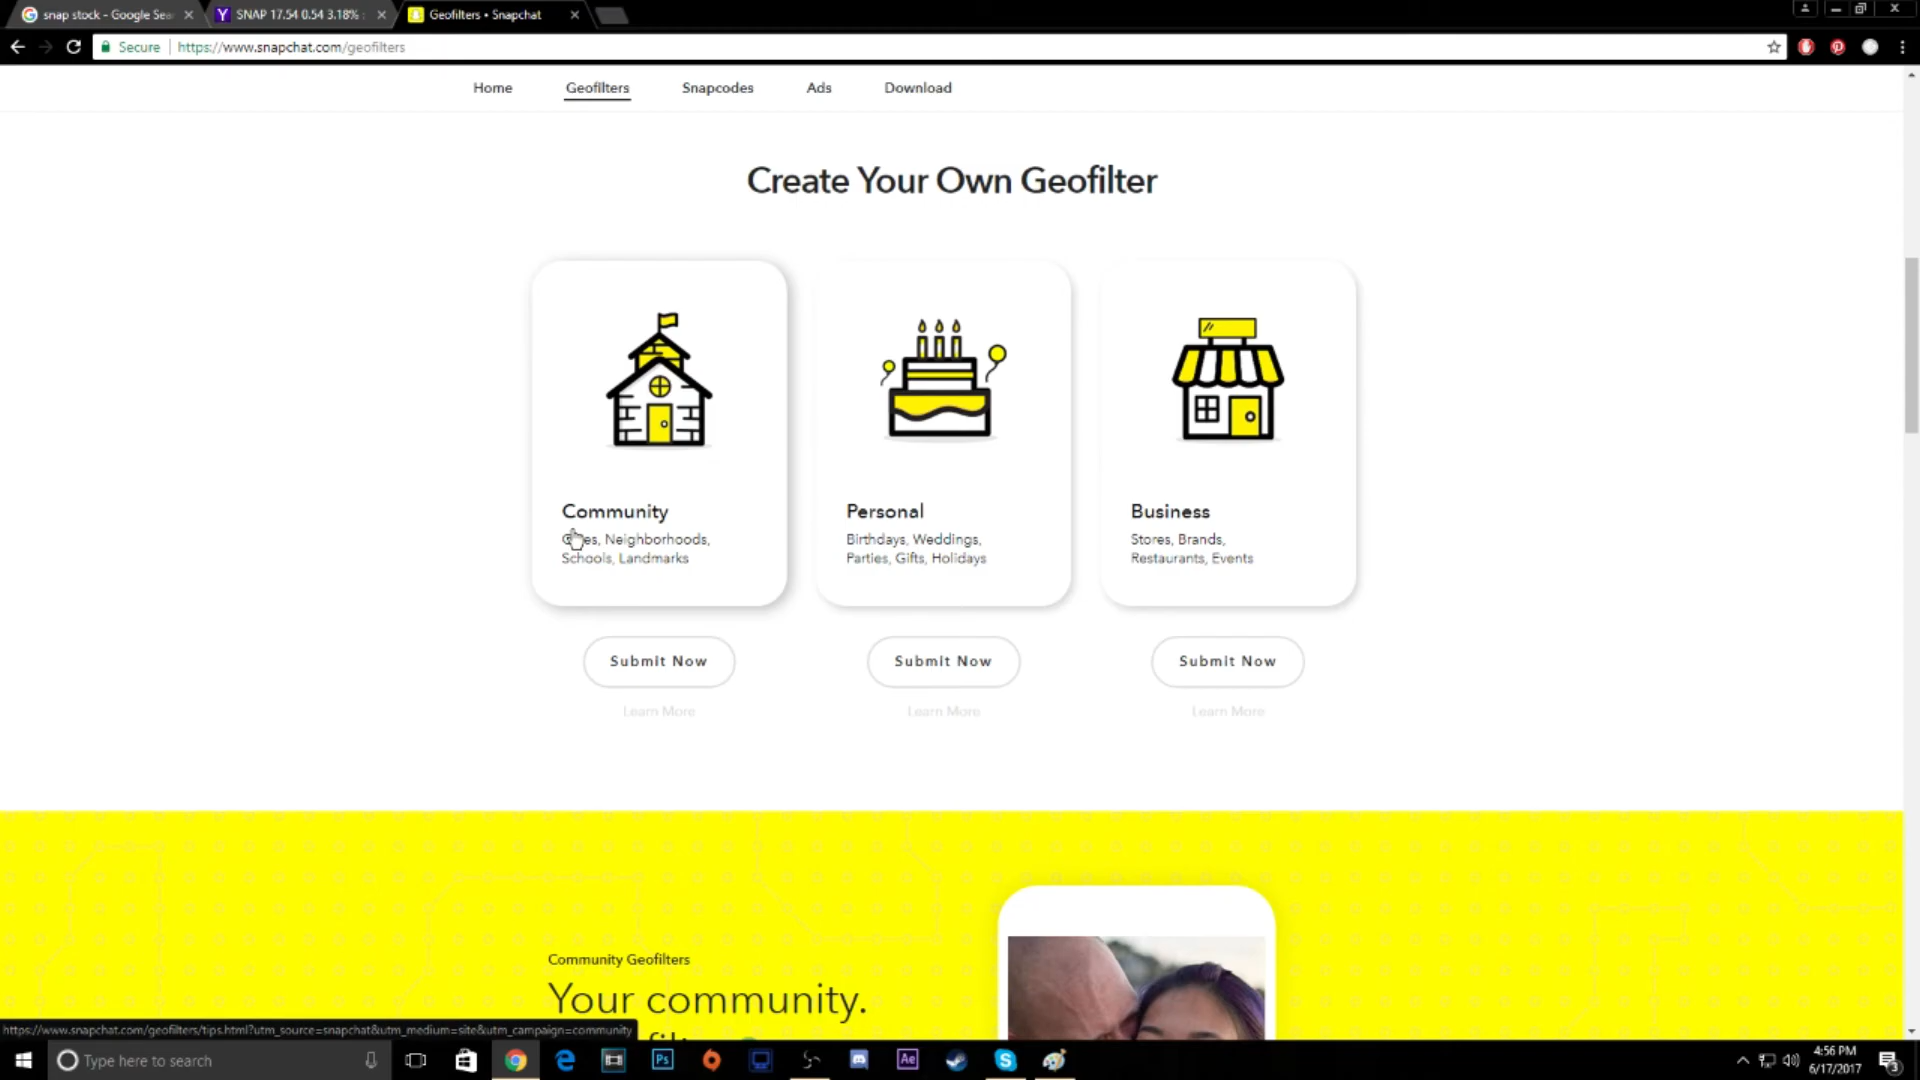 snap stock - Google Sea
SNAP 17.54 0.54 3.18% :
Geofilters • Snapchat
Secure
https://www.snapchat.com/geofilters
Home
Geofilters
Snapcodes
Ads
Download
Create Your Own Geofilter
Community
Neighborhoods,
Schools, Landmarks
Personal
Birthdays, Weddings,
Parties, Gifts, Holidays
Business
Stores, Brands,
Restaurants, Events
Submit Now
Submit Now
Submit Now
Learn More
Learn More
Learn More
Community Geofilters
Your community.
https://www.snapchat.com/geofilters/tips.html?utm_source=snapchat&utm_medium=site&utm_campaign=community
Type here to search
Ps
Ae
4:56 PM
6/17/2017
3